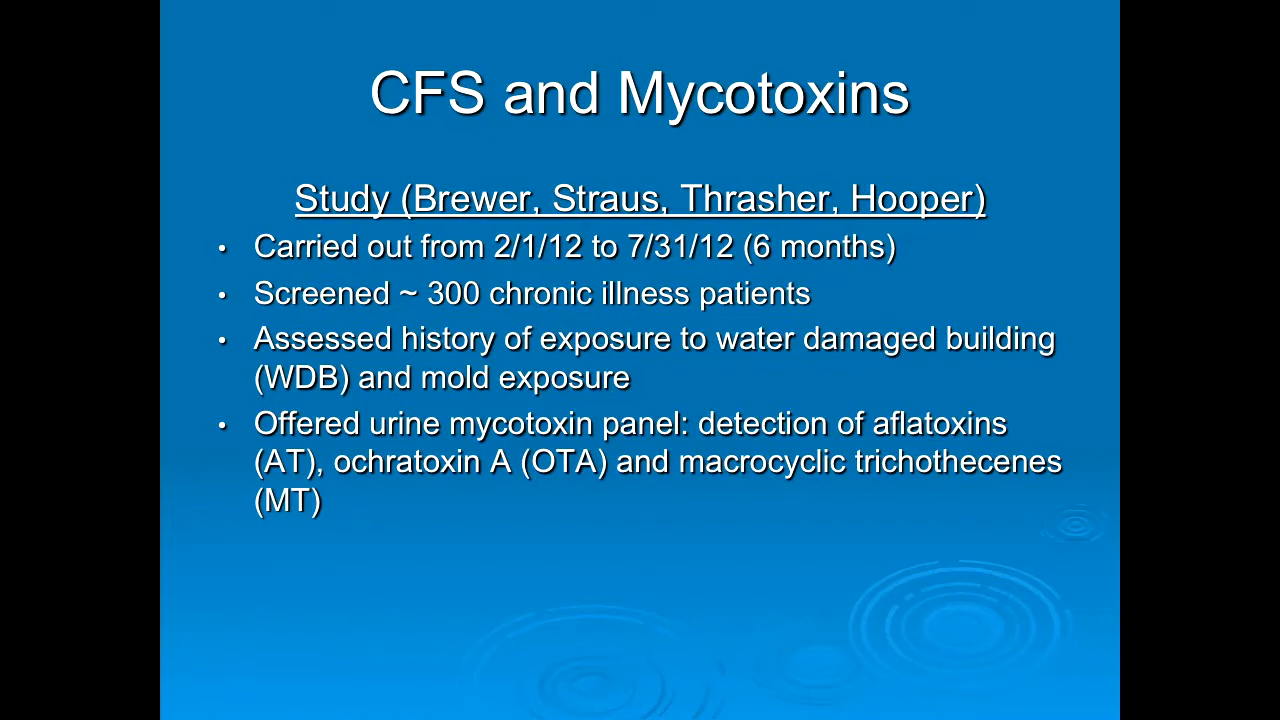 CFS and Mycotoxins
Study (Brewer, Straus, Thrasher, Hooper)
• Carried out from 2/1/12 to 7/31/12 (6 months)
• Screened ~ 300 chronic illness patients
• Assessed history of exposure to water damaged building
(WDB) and mold exposure
• Offered urine mycotoxin panel: detection of aflatoxins
(AT), ochratoxin A (OTA) and macrocyclic trichothecenes
(MT)